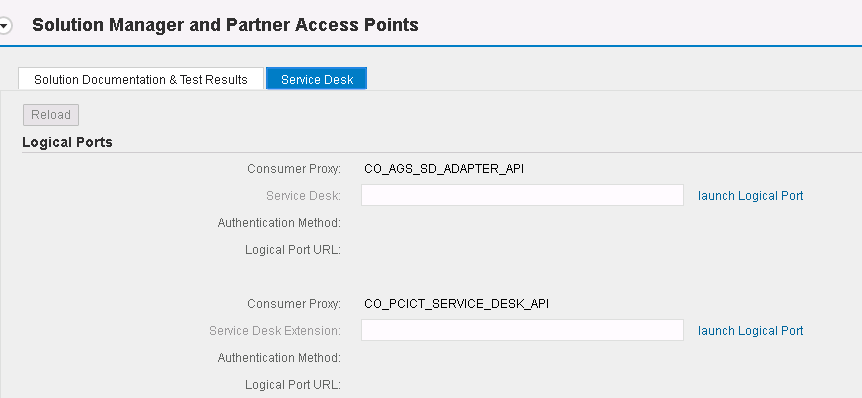 Solution Manager and Partner Access Points
Solution Documentation & Test Results Service Desk
Reload
Logical Ports
Consumer Proxy: CO_AGS_SD_ADAPTER_API
Service Desk: launch Logical Port
Authentication Method:
Logical Port URL:
Consumer Proxy: CO_PCICT_SERVICE_DESK_API
Service Desk Extension: launch Logical Port
Authentication Method:
Logical Port URL: